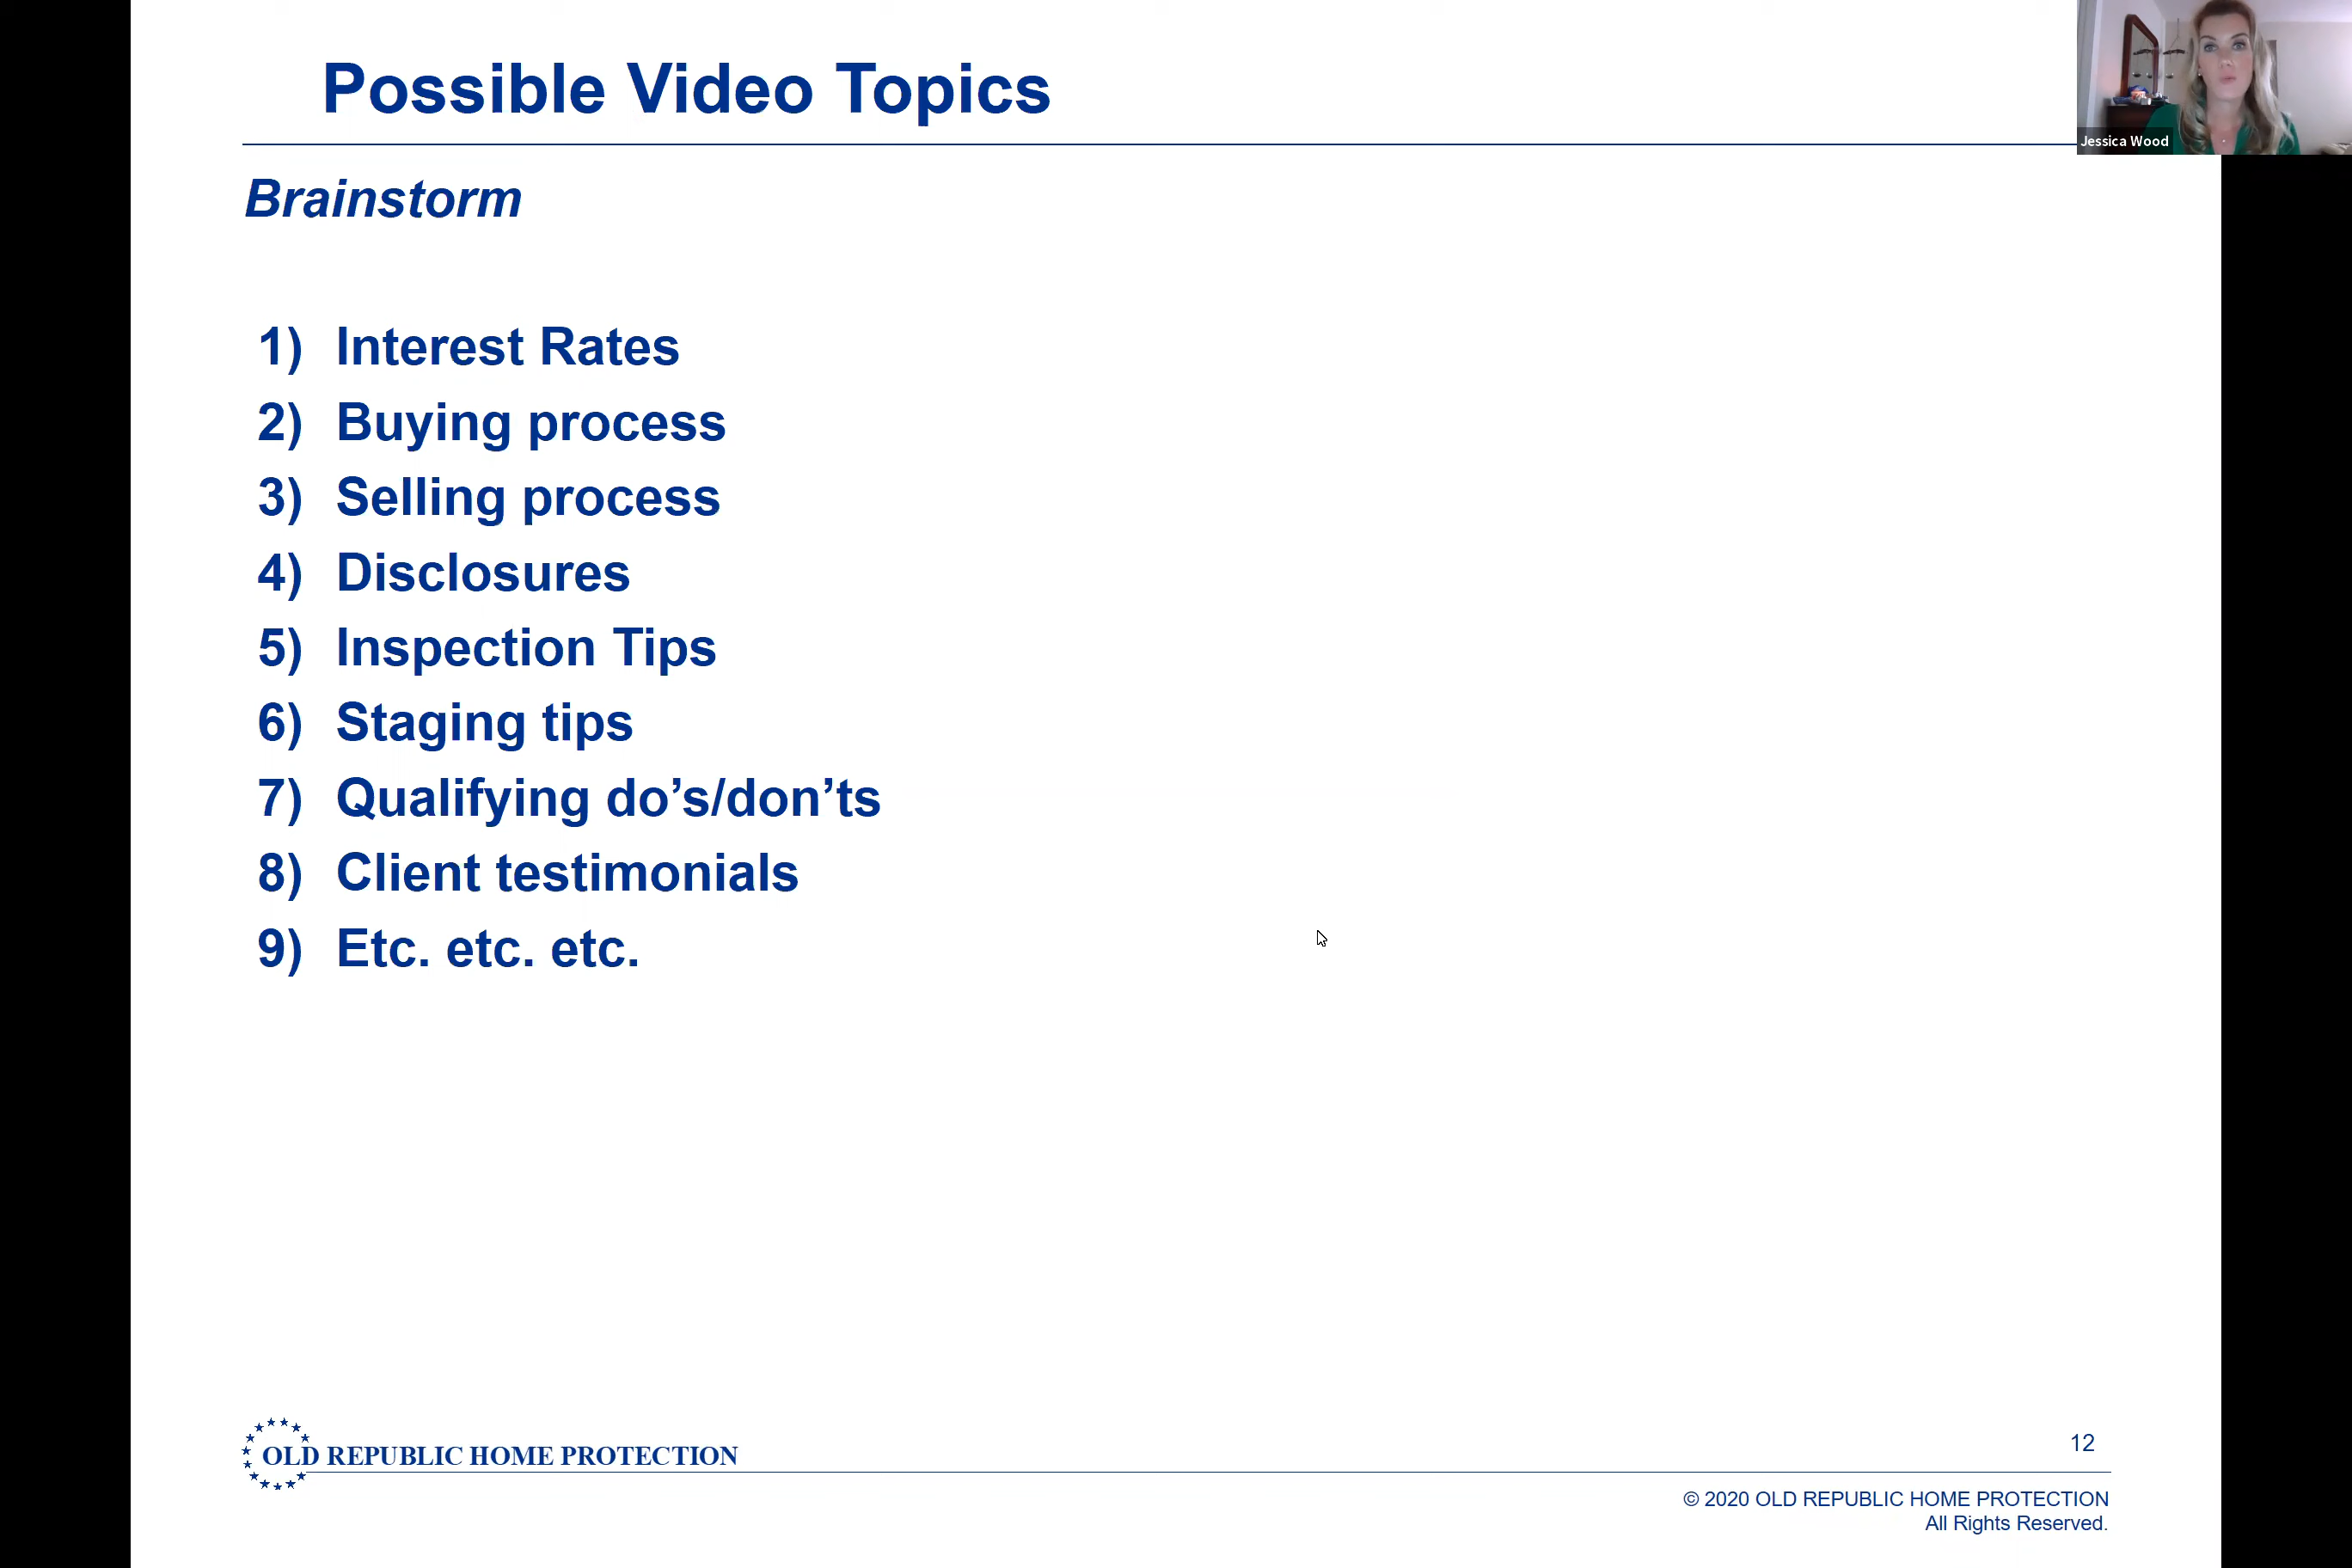 Possible Video Topics
Jessica Wood
Brainstorm
1) Interest Rates
2) Buying process
3) Selling process
4) Disclosures
5) Inspection Tips
6) Staging tips
7) Qualifying do’s/don’ts
8) Client testimonials
9) Etc. etc. etc.
OLD REPUBLIC HOME PROTECTION
12
© 2020 OLD REPUBLIC HOME PROTECTION
All Rights Reserved.